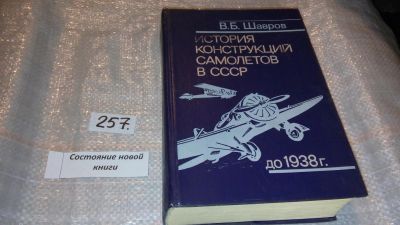 В.Б. Шавров
ИСТОРИЯ
КОНСТРУКЦИЙ
САМОЛЕТОВ
В СССР
до 1938 г.
257.
Состояние новой
книги